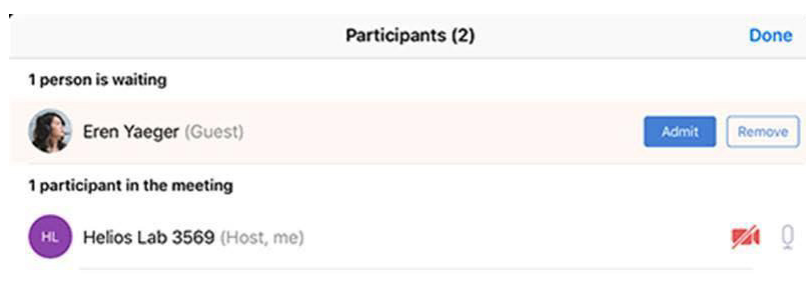 Participants (2)
Done
1 person is waiting
Eren Yaeger (Guest)
Admit
Remove
1 participant in the meeting
HL
Helios Lab 3569 (Host, me)